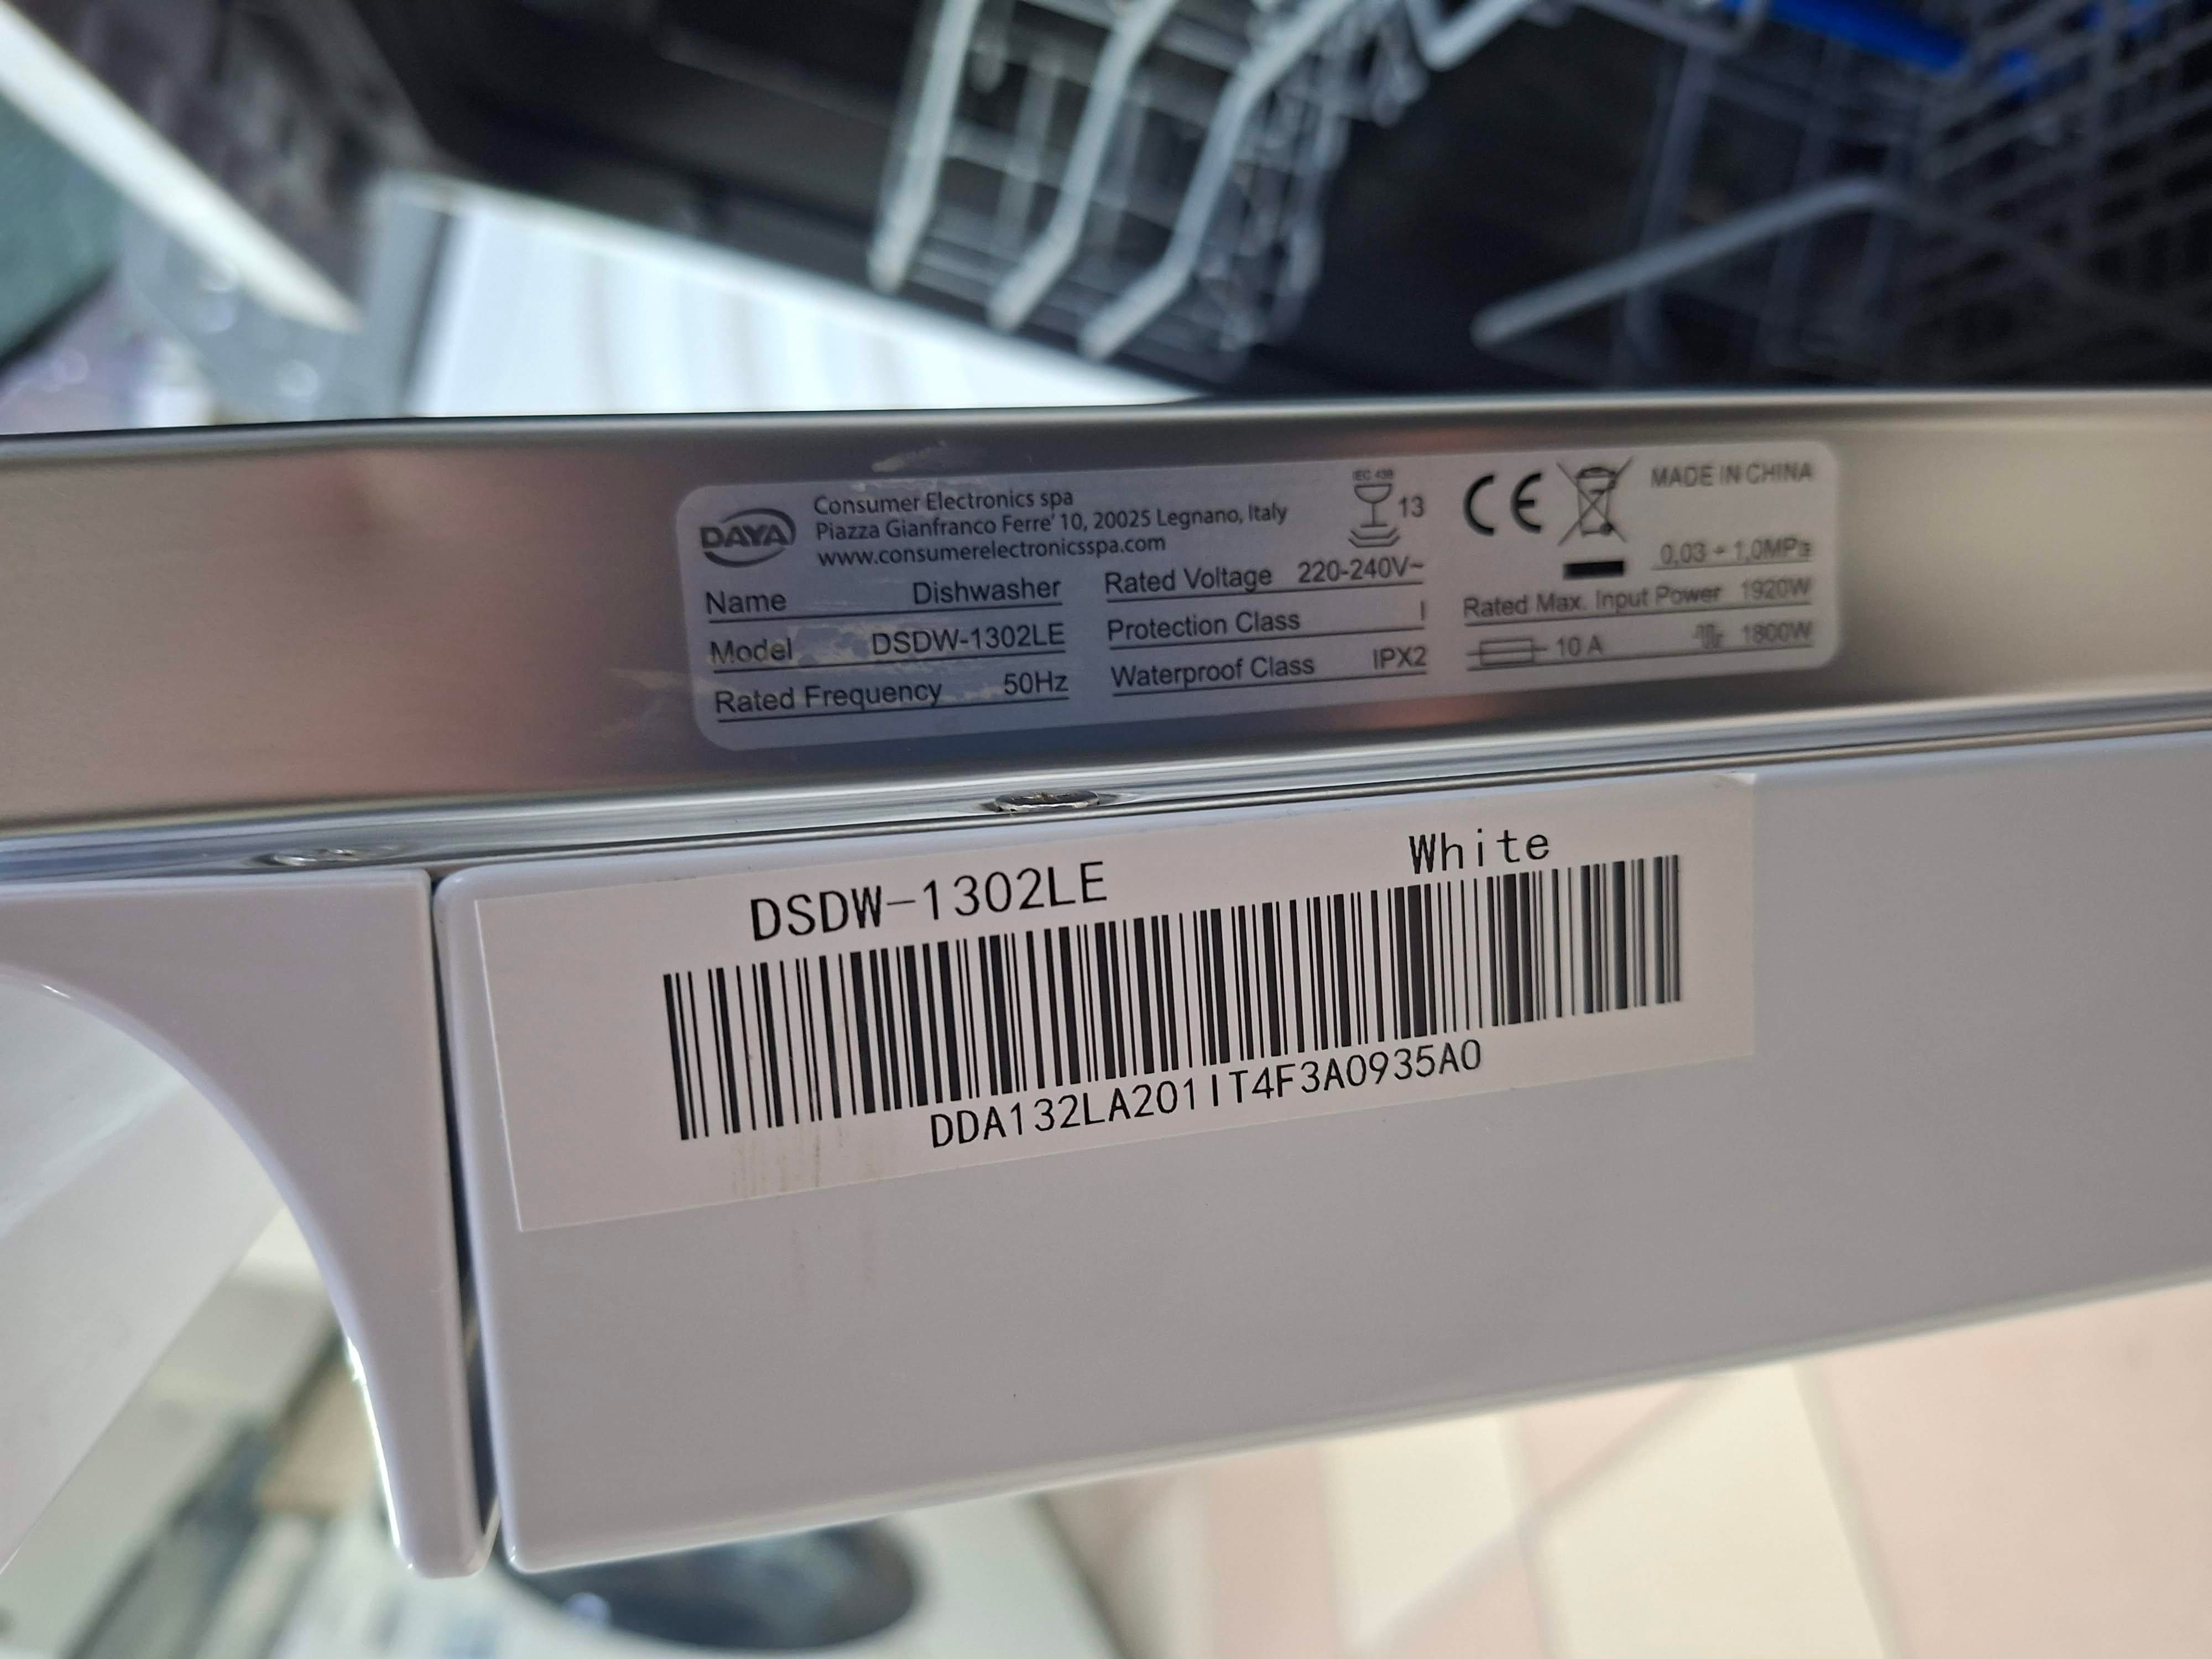 DAYA
Consumer Electronics spa
Piazza Gianfranco Ferre' 10, 20025 Legnano, Italy
www.consumerelectronicsspa.com
IEC 436
13
CE
MADE IN CHINA
0,03 ÷ 1,0MPa
Name Dishwasher
Rated Voltage 220-240V~
Rated Max. Input Power 1920W
Model DSDW-1302LE
Protection Class I
10 A 1800W
Rated Frequency 50Hz
Waterproof Class IPX2
DSDW-1302LE White
DDA132LA201IT4F3A0935A0